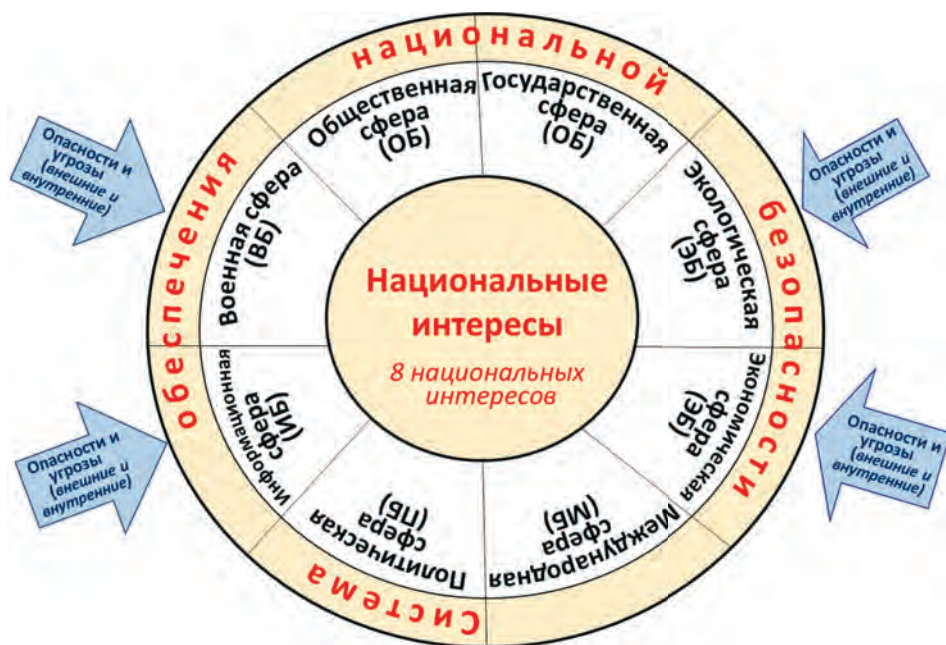 Система обеспечения национальной безопасности
Общественная
сфера
(ОБ)
Государственная
сфера
(ОБ)
Экологическая
сфера
(ЭБ)
Экономическая
сфера
(ЭБ)
Международная
сфера
(МБ)
Политическая
сфера
(ПБ)
Информационная
сфера
(ИБ)
Военная сфера
(ВБ)
Национальные
интересы
8 национальных
интересов
Опасности и
угрозы
(внешние и
внутренние)
Опасности и
угрозы
(внешние и
внутренние)
Опасности и
угрозы
(внешние и
внутренние)
Опасности и
угрозы
(внешние и
внутренние)